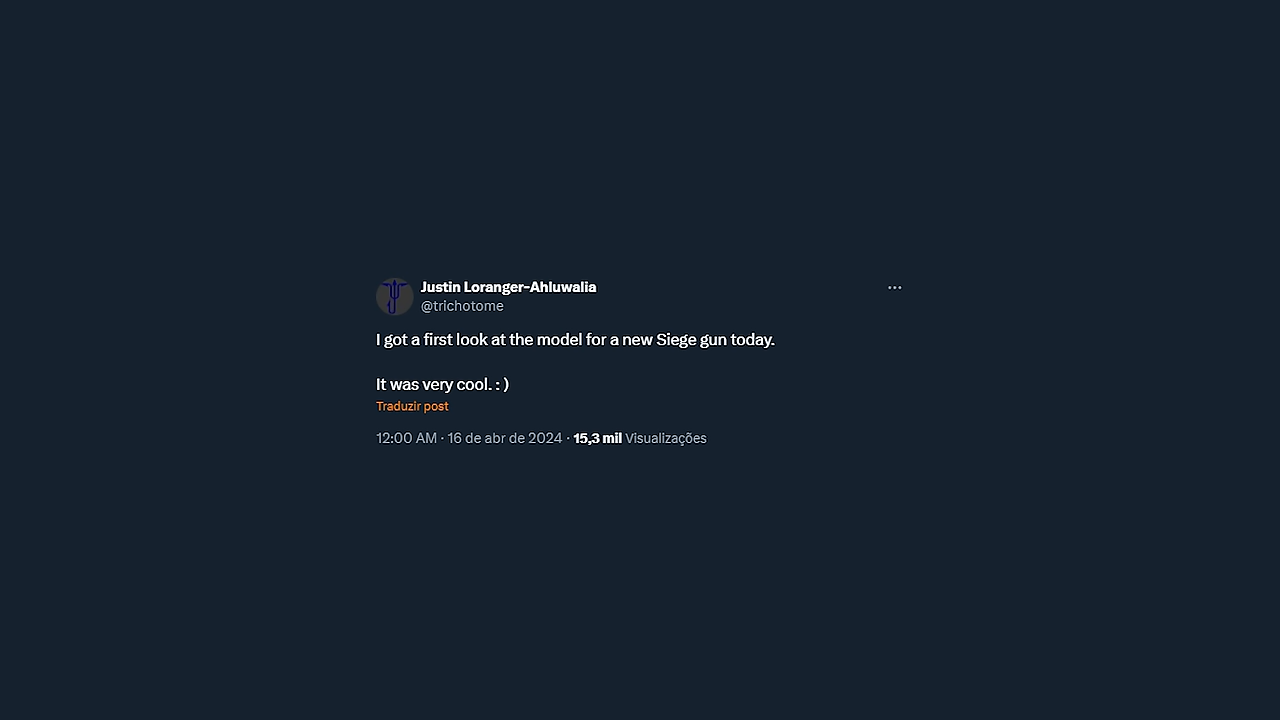 Justin Loranger-Ahluwalia
@trichotome
I got a first look at the model for a new Siege gun today.
It was very cool. : )
Traduzir post
12:00 AM · 16 de abr de 2024 · 15,3 mil Visualizações